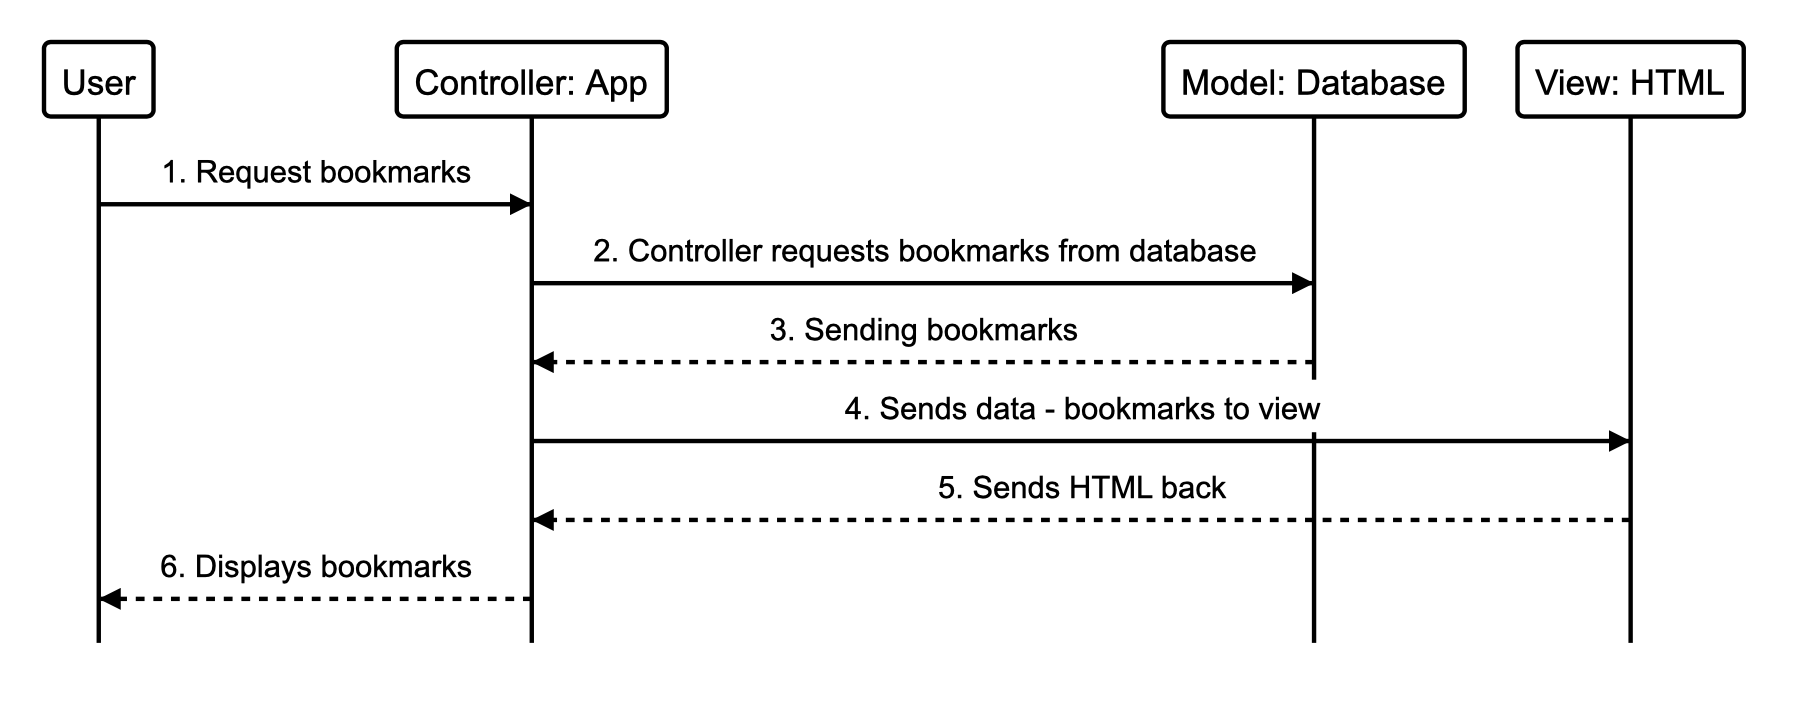 User
Controller: App
Model: Database
View: HTML
1. Request bookmarks
2. Controller requests bookmarks from database
3. Sending bookmarks
4. Sends data - bookmarks to view
5. Sends HTML back
6. Displays bookmarks